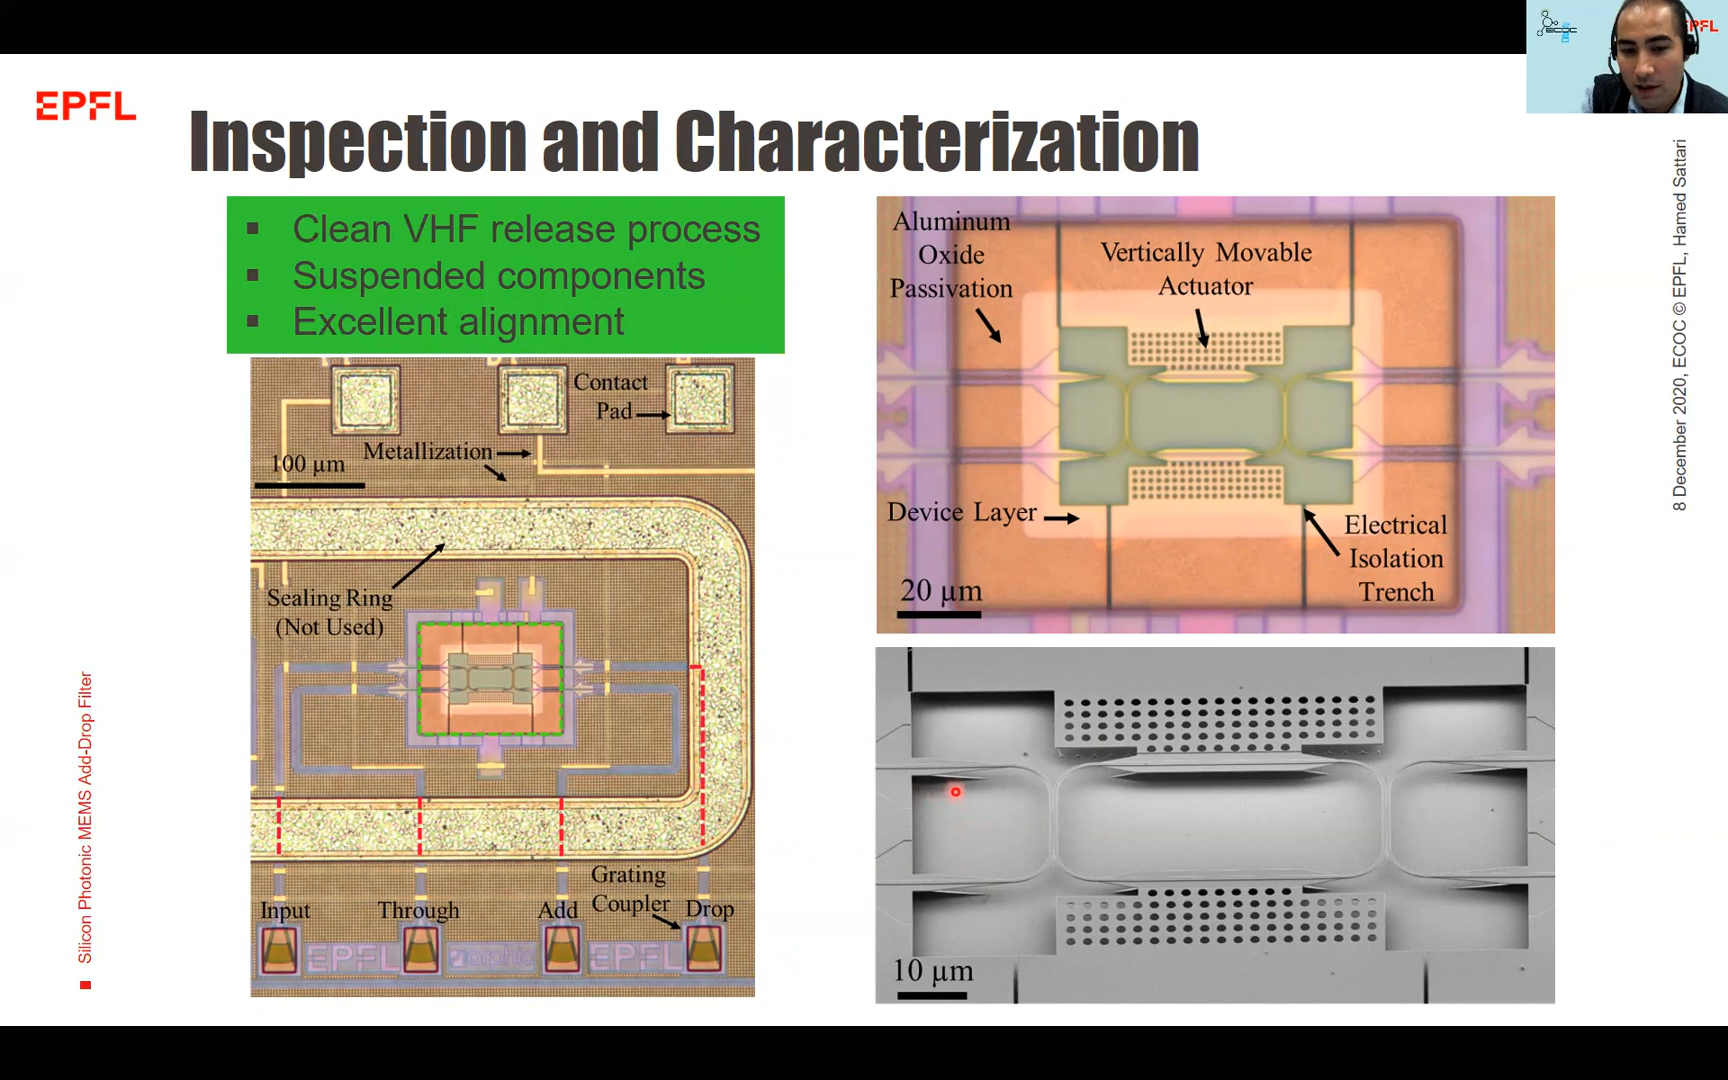 ECOC
EPFL
EPFL
Inspection and Characterization
▪ Clean VHF release process
▪ Suspended components
▪ Excellent alignment
Contact
Pad
Metallization
100 µm
Sealing Ring
(Not Used)
Grating
Coupler
Input
Through
Add
Drop
EPFL
EPFL
Aluminum
Oxide
Passivation
Vertically Movable
Actuator
Device Layer
Electrical
Isolation
Trench
20 µm
10 µm
Silicon Photonic MEMS Add-Drop Filter
8 December 2020, ECOC © EPFL, Hamed Sattari